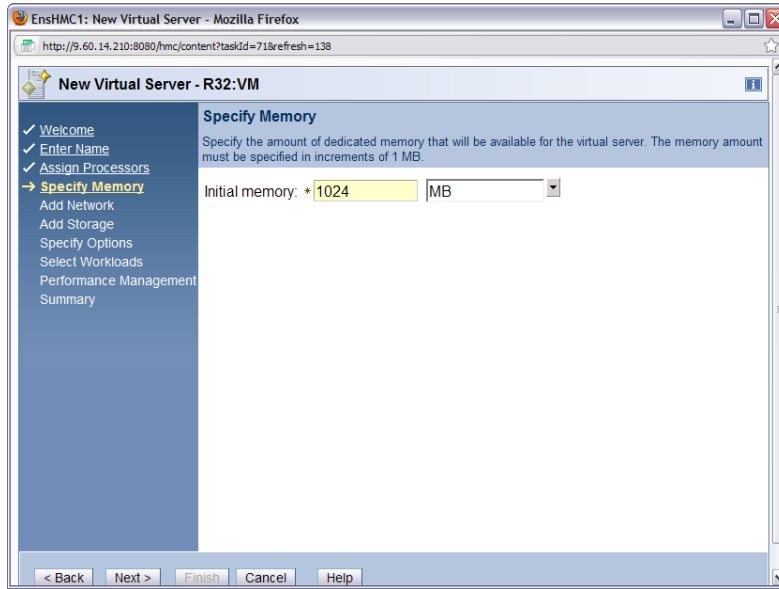 EnsHMC1: New Virtual Server - Mozilla Firefox
http://9.60.14.210:8080/hmc/content?taskId=71&refresh=138
New Virtual Server - R32:VM
Welcome
Enter Name
Assign Processors
Specify Memory
Add Network
Add Storage
Specify Options
Select Workloads
Performance Management
Summary
Specify Memory
Specify the amount of dedicated memory that will be available for the virtual server. The memory amount
must be specified in increments of 1 MB.
Initial memory: * 1024 MB
< Back Next > Finish Cancel Help